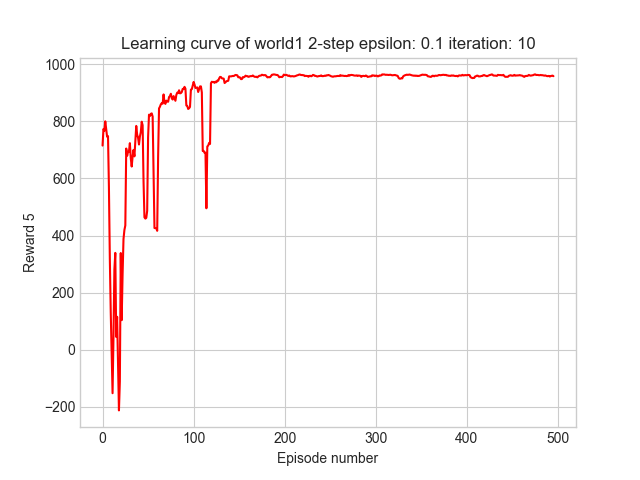 Learning curve of world1 2-step epsilon: 0.1 iteration: 10
1000
800
600
400
200
0
−200
Reward 5
0 100 200 300 400 500
Episode number